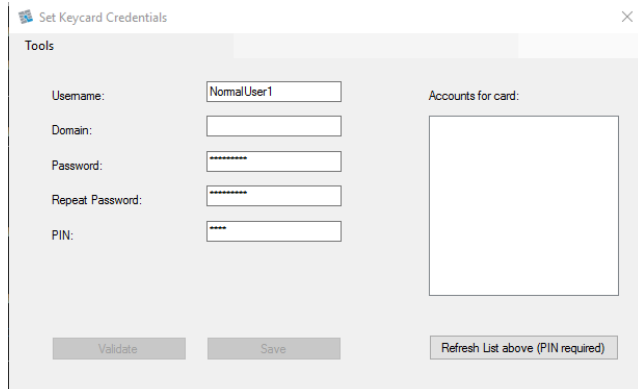 Set Keycard Credentials
Tools
Username:
NormalUser1
Accounts for card:
Domain:
Password:
*********
Repeat Password:
*********
PIN:
****
Validate
Save
Refresh List above (PIN required)